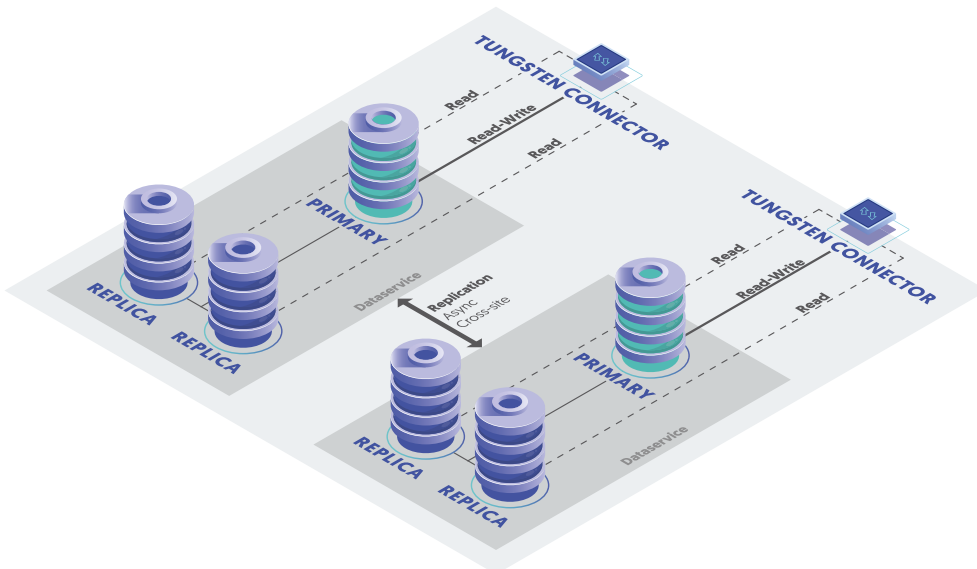 TUNGSTEN CONNECTOR
Read
Read-Write
Read
PRIMARY
REPLICA
REPLICA
Dataservice
Replication
Async
Cross-site
TUNGSTEN CONNECTOR
Read
Read-Write
Read
PRIMARY
REPLICA
REPLICA
Dataservice